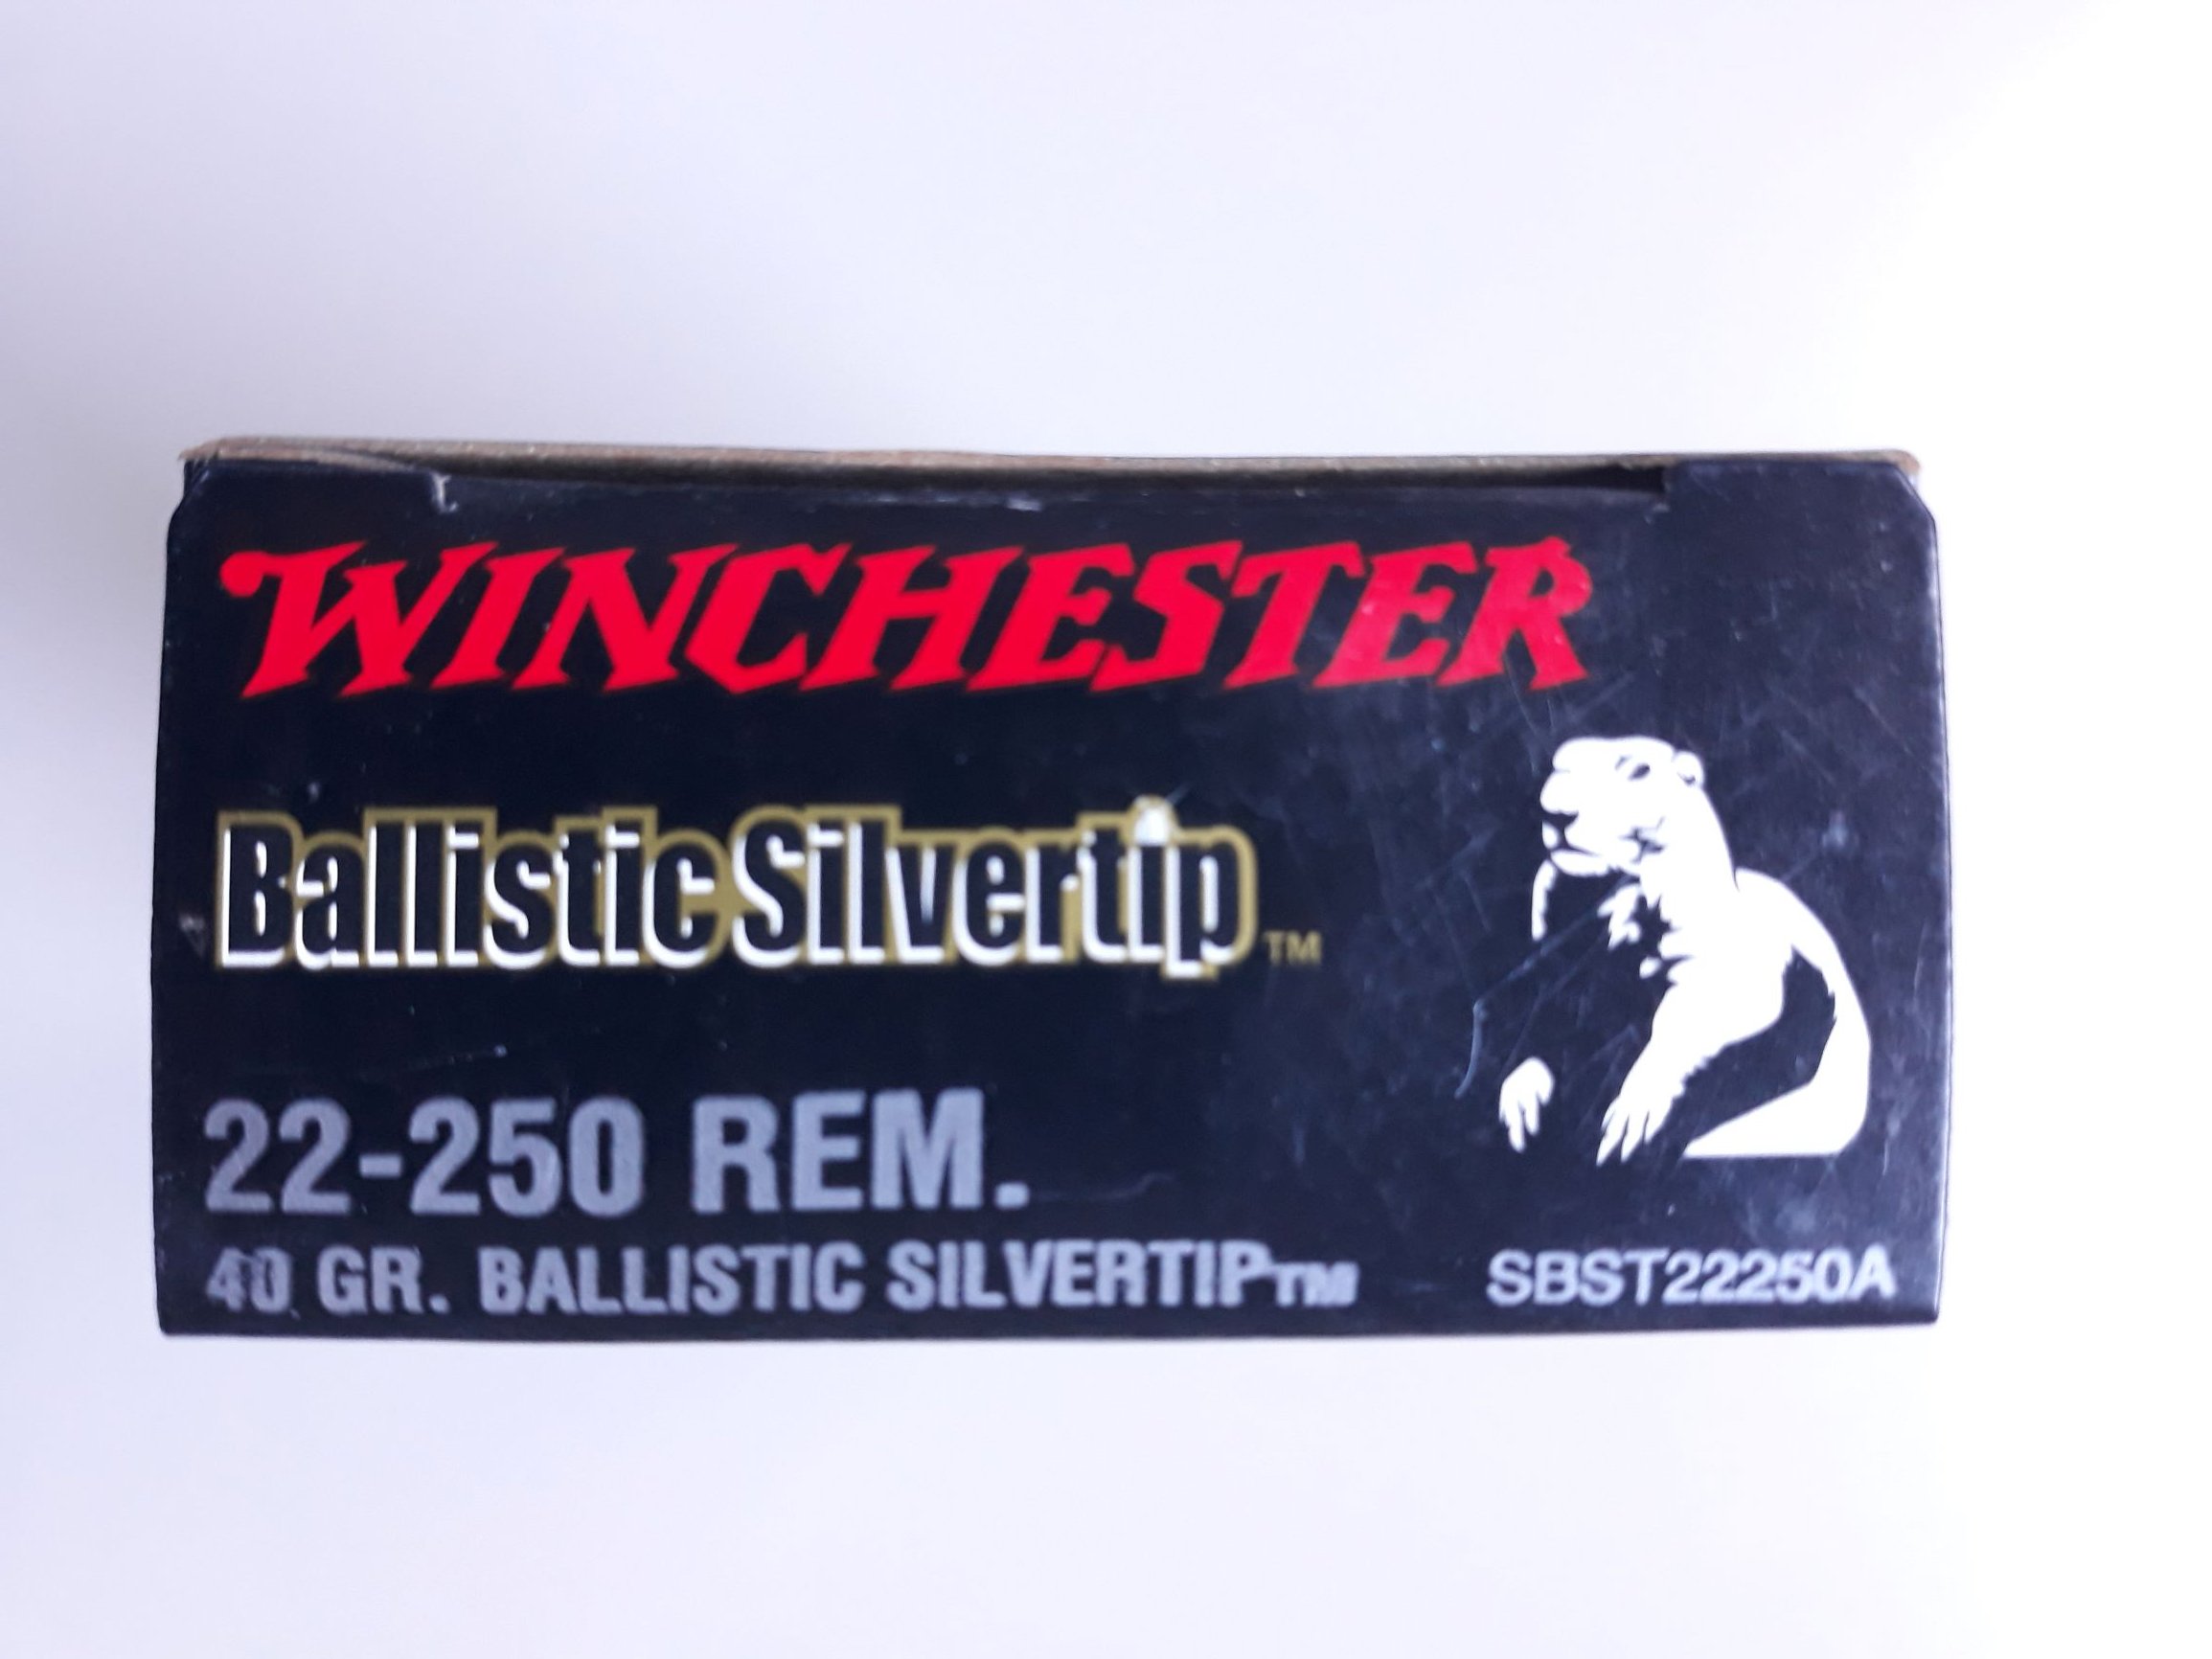 WINCHESTER
Ballistic Silvertip™
22-250 REM.
40 GR. BALLISTIC SILVERTIP™ SBST22250A